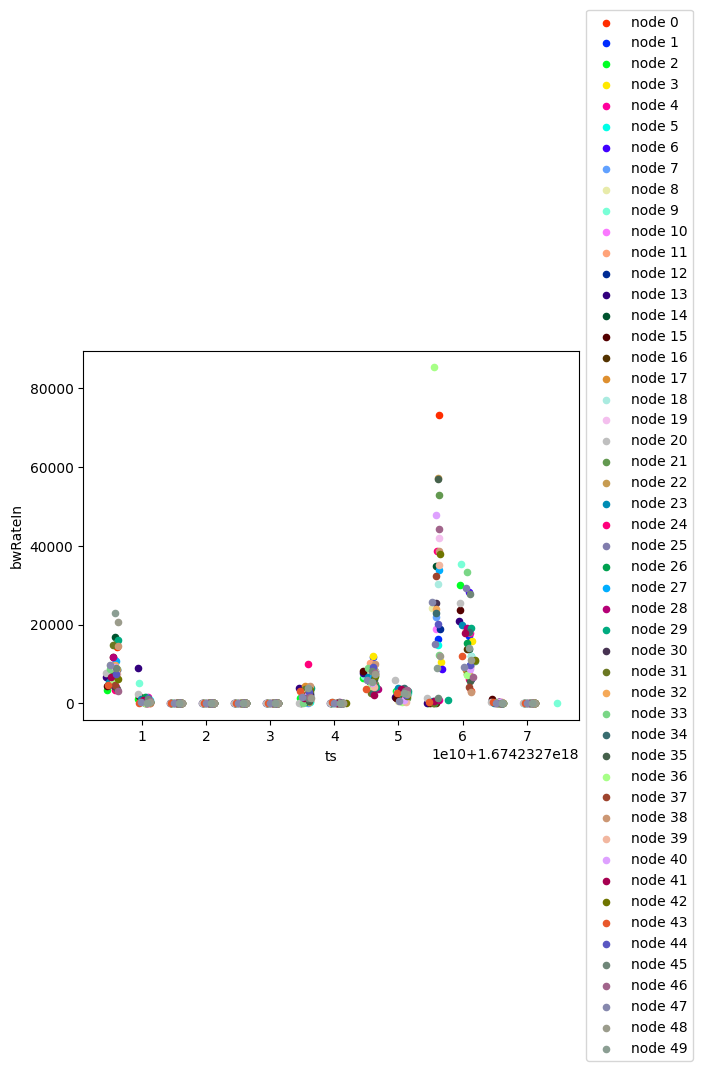 node 0
node 1
node 2
node 3
node 4
node 5
node 6
node 7
node 8
node 9
node 10
node 11
node 12
node 13
node 14
node 15
node 16
node 17
node 18
node 19
node 20
node 21
node 22
node 23
node 24
node 25
node 26
node 27
node 28
node 29
node 30
node 31
node 32
node 33
node 34
node 35
node 36
node 37
node 38
node 39
node 40
node 41
node 42
node 43
node 44
node 45
node 46
node 47
node 48
node 49
bwRateIn
80000
60000
40000
20000
0
1 2 3 4 5 6 7
ts
1e10+1.6742327e18